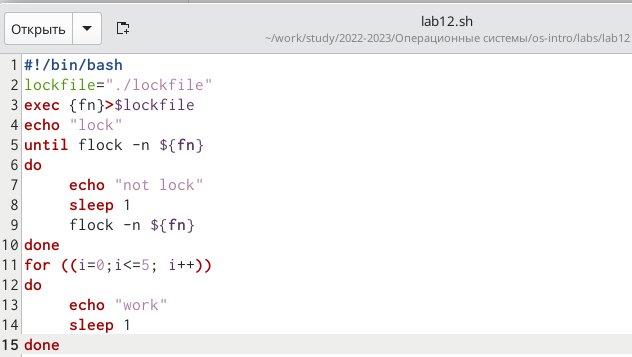 Открыть
lab12.sh
~/work/study/2022-2023/Операционные системы/os-intro/labs/lab12
1 #!/bin/bash
2 lockfile="./lockfile"
3 exec {fn}>$lockfile
4 echo "lock"
5 until flock -n ${fn}
6 do
7     echo "not lock"
8     sleep 1
9     flock -n ${fn}
10 done
11 for ((i=0;i<=5; i++))
12 do
13     echo "work"
14     sleep 1
15 done